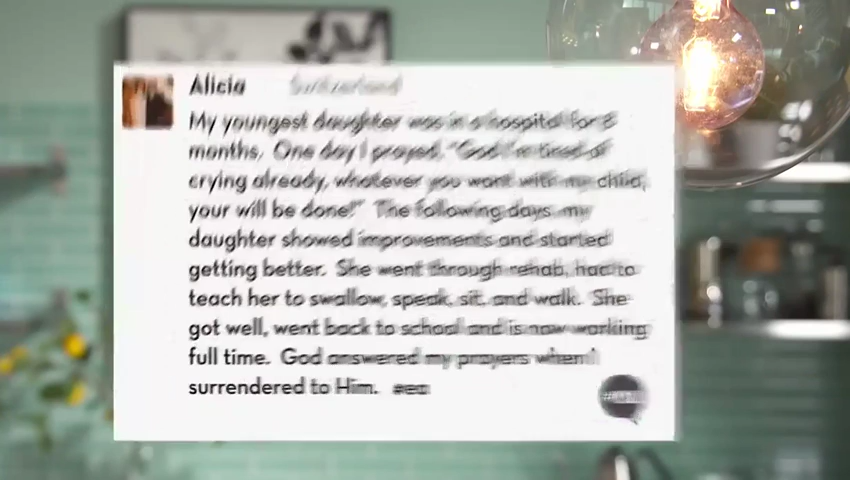 Alicia Switzerland
My youngest daughter was in a hospital for 8
months. One day I prayed, "God I'm tired of
crying already, whatever you want with my child,
your will be done!" The following days my
daughter showed improvements and started
getting better. She went through rehab, had to
teach her to swallow, speak, sit, and walk. She
got well, went back to school and is now working
full time. God answered my prayers when I
surrendered to Him.